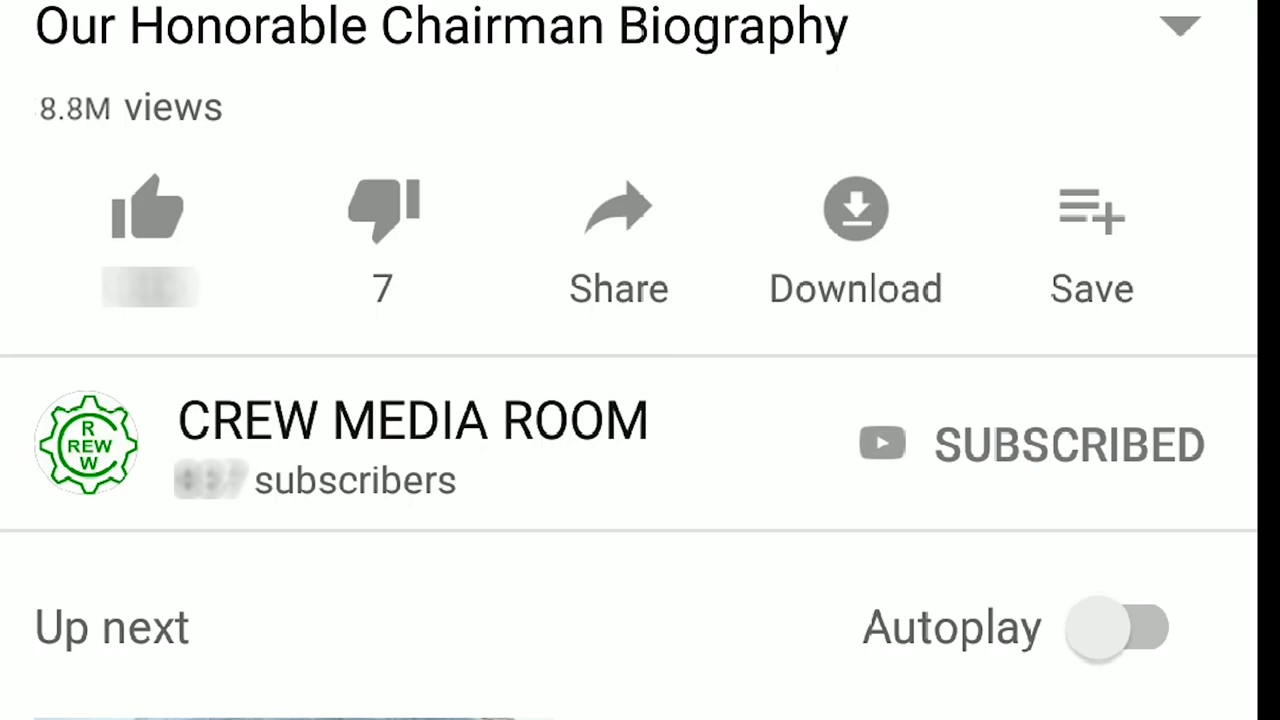 Our Honorable Chairman Biography
8.8M views
7 Share Download Save
R
REW
W
CREW MEDIA ROOM
subscribers
SUBSCRIBED
Up next
Autoplay